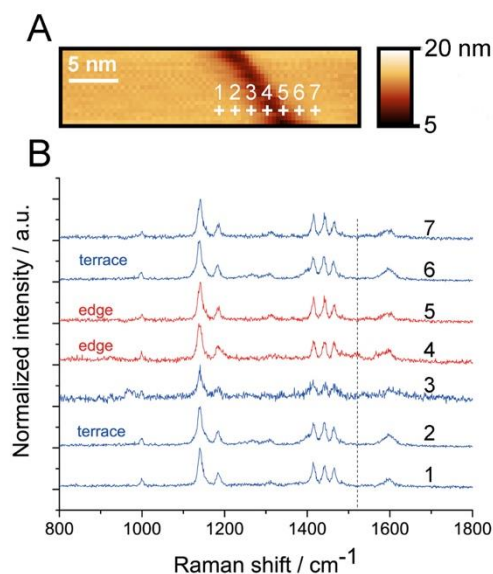 A
5 nm
1 2 3 4 5 6 7
20 nm
5
B
Normalized intensity / a.u.
7
terrace
6
edge
5
edge
4
3
terrace
2
1
800 1000 1200 1400 1600 1800
Raman shift / cm-1